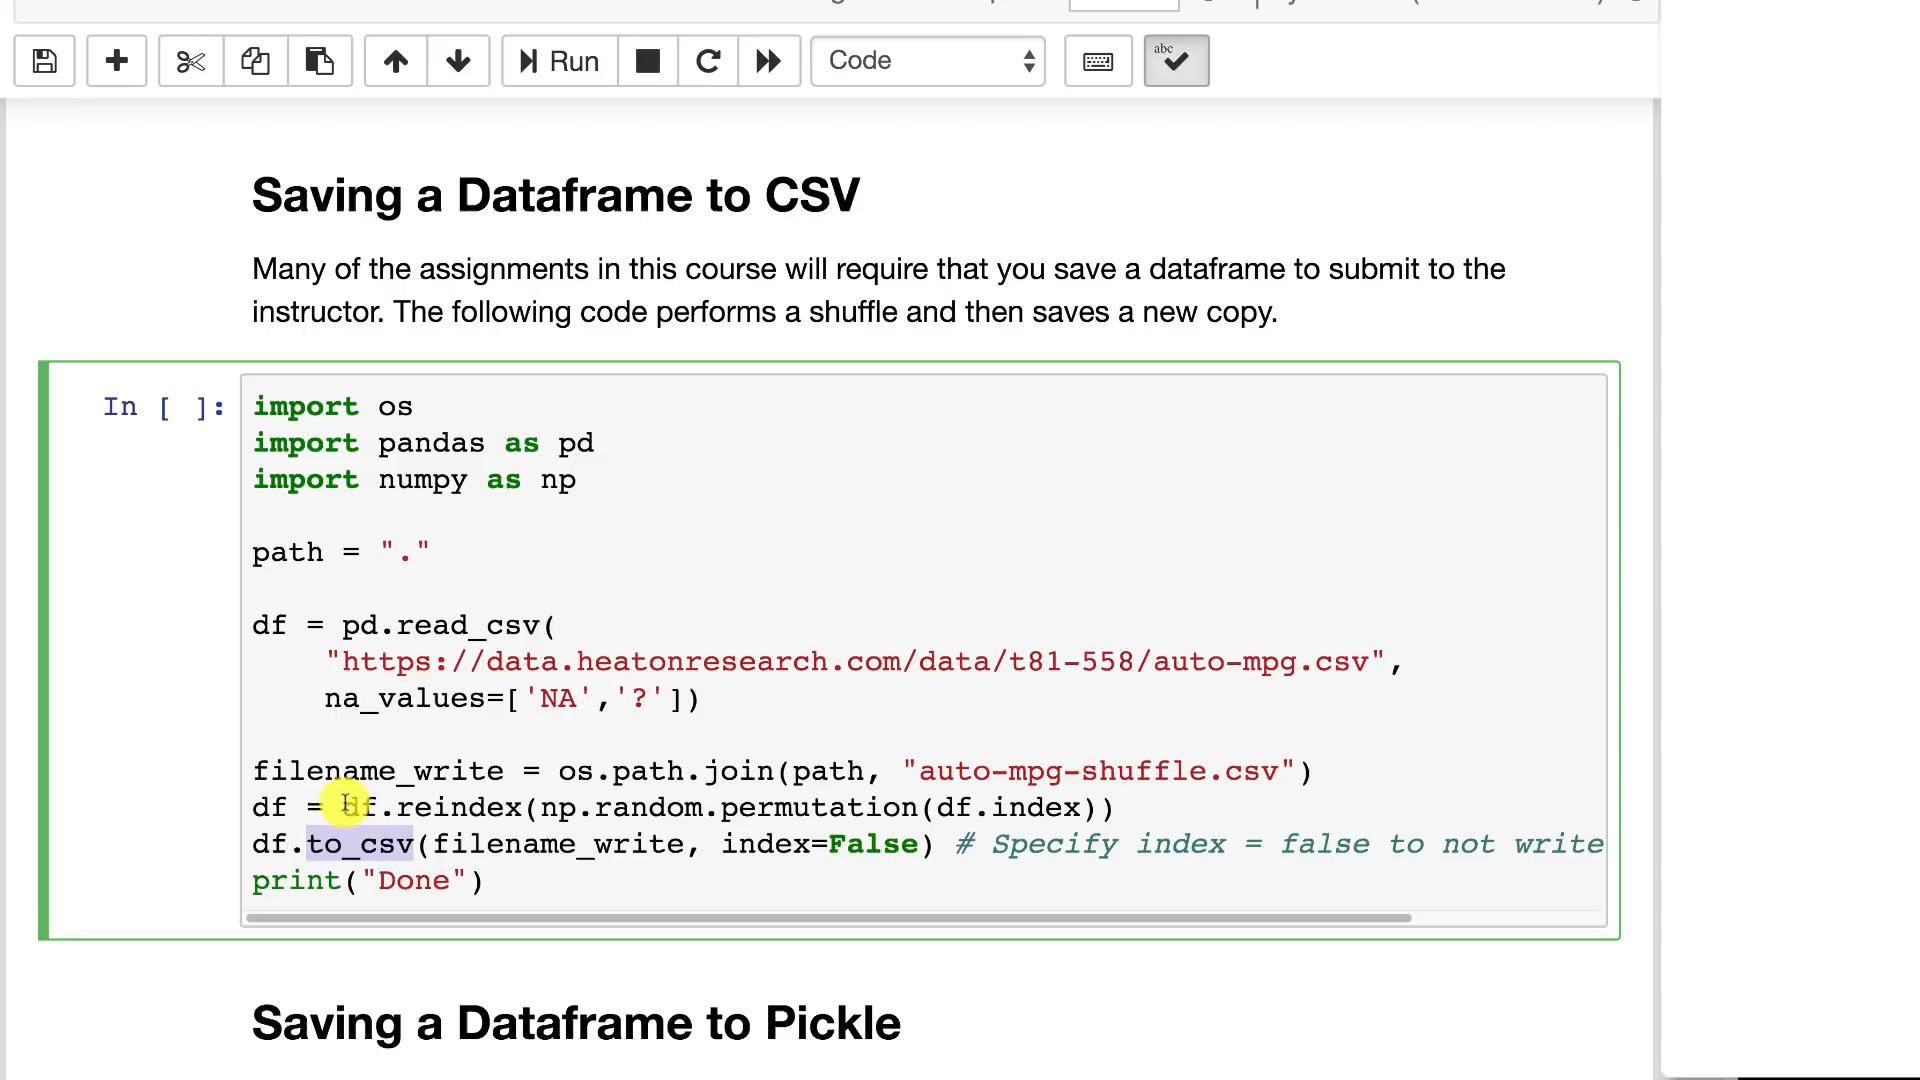 Run
Code
abc
Saving a Dataframe to CSV
Many of the assignments in this course will require that you save a dataframe to submit to the
instructor. The following code performs a shuffle and then saves a new copy.
In [ ]:
import os
import pandas as pd
import numpy as np
path = "."
df = pd.read_csv(
"https://data.heatonresearch.com/data/t81-558/auto-mpg.csv",
na_values=['NA','?'])
filename_write = os.path.join(path, "auto-mpg-shuffle.csv")
df = df.reindex(np.random.permutation(df.index))
df.to_csv(filename_write, index=False) # Specify index = false to not write
print("Done")
Saving a Dataframe to Pickle